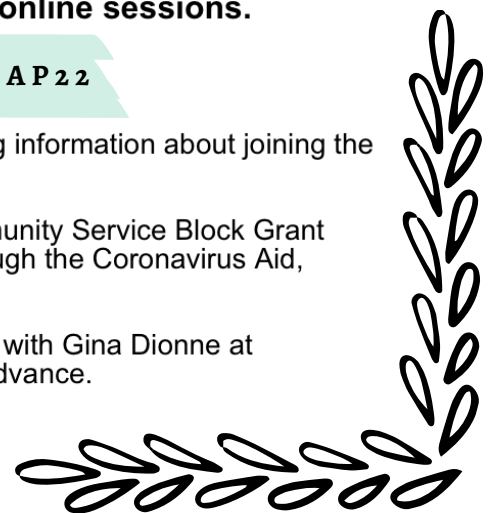 online sessions.
AP22
g information about joining the
unity Service Block Grant
ugh the Coronavirus Aid,
with Gina Dionne at
dvance.